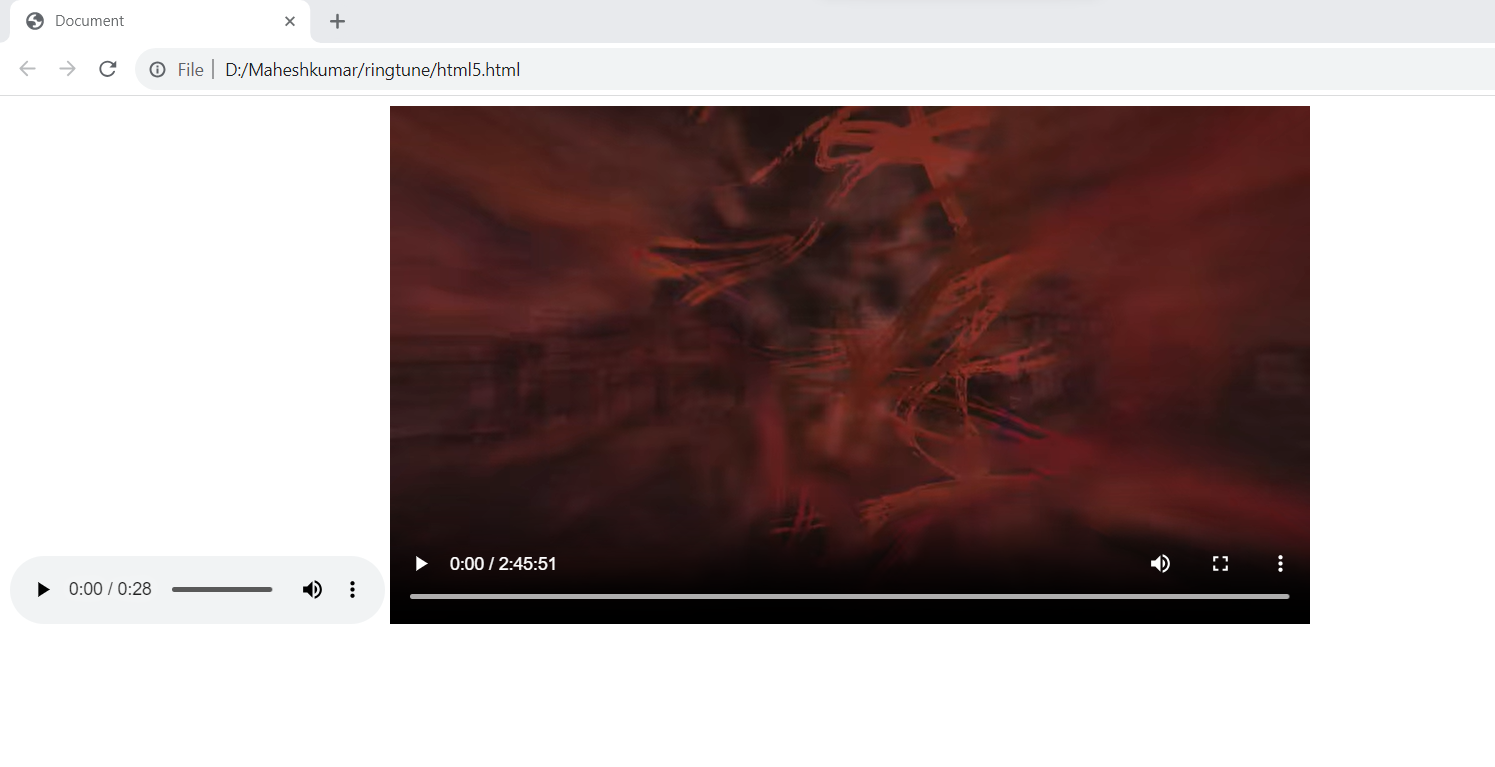 Document
File D:/Maheshkumar/ringtune/html5.html
0:00 / 2:45:51
0:00 / 0:28